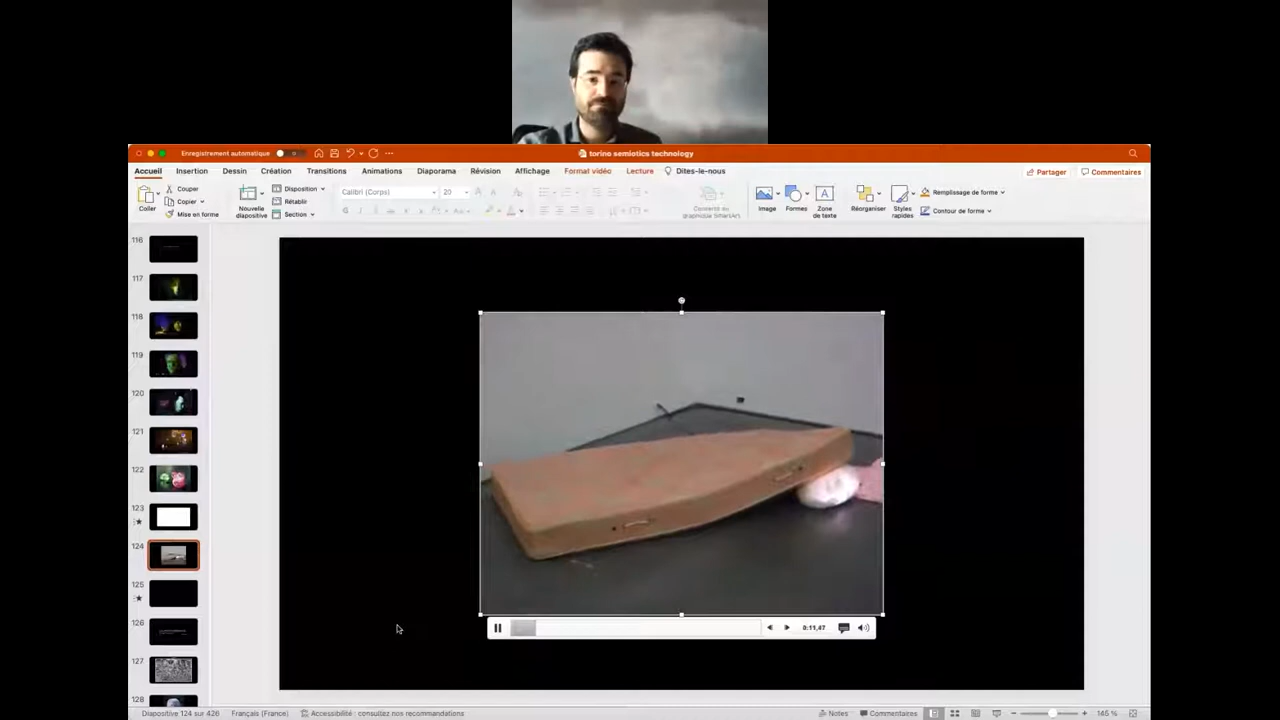 Enregistrement automatique
torino semiotics technology
Accueil Insertion Dessin Création Transitions Animations Diaporama Révision Affichage Format vidéo Lecture Dites-le-nous
Partager Commentaires
Coller
Couper
Copier
Mise en forme
Nouvelle diapositive
Disposition
Rétablir
Section
Calibri (Corps) 20
Convertir en graphique SmartArt
Image
Formes
Zone de texte
Réorganiser
Styles rapides
Remplissage de forme
Contour de forme
116
117
118
119
120
121
122
123
124
125
126
127
128
0:11,47
Diapositive 124 sur 426 Français (France) Accessibilité : consultez nos recommandations Notes Commentaires 145 %